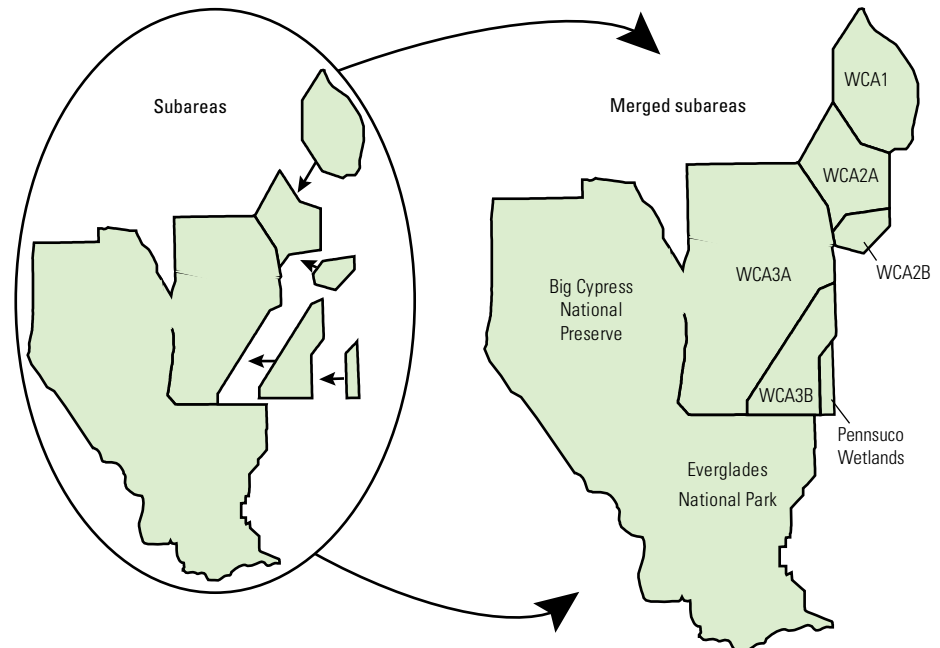 Subareas
Merged subareas
WCA1
WCA2A
WCA2B
WCA3A
Big Cypress
National
Preserve
WCA3B
Pennsuco
Wetlands
Everglades
National Park